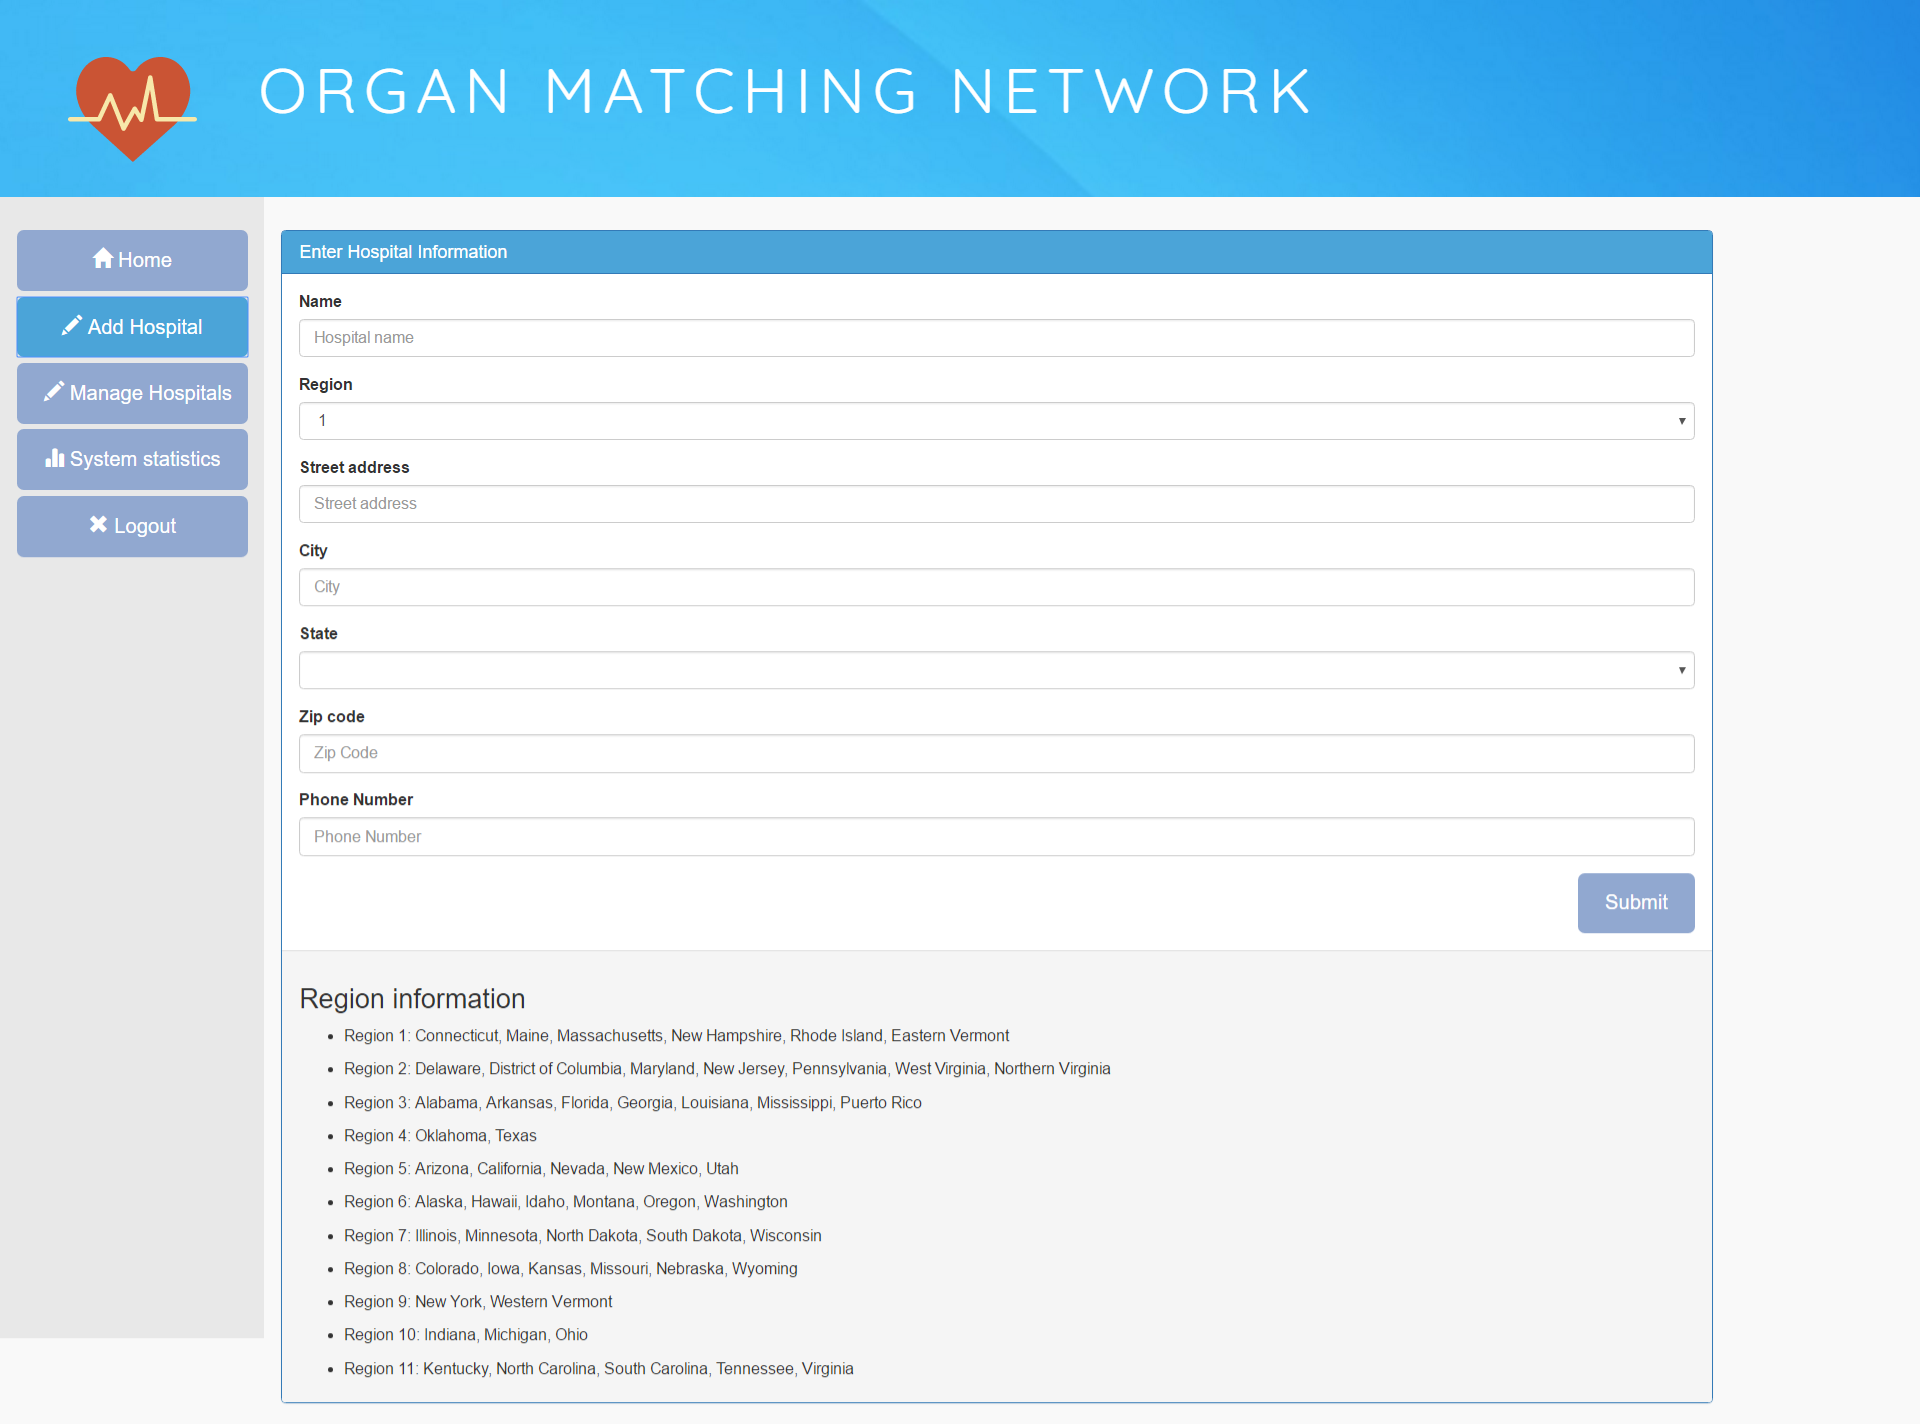 ORGAN MATCHING NETWORK
Home
Add Hospital
Manage Hospitals
System statistics
Logout
Enter Hospital Information
Name
Hospital name
Region
1
Street address
Street address
City
City
State
Zip code
Zip Code
Phone Number
Phone Number
Submit
Region information
Region 1: Connecticut, Maine, Massachusetts, New Hampshire, Rhode Island, Eastern Vermont
Region 2: Delaware, District of Columbia, Maryland, New Jersey, Pennsylvania, West Virginia, Northern Virginia
Region 3: Alabama, Arkansas, Florida, Georgia, Louisiana, Mississippi, Puerto Rico
Region 4: Oklahoma, Texas
Region 5: Arizona, California, Nevada, New Mexico, Utah
Region 6: Alaska, Hawaii, Idaho, Montana, Oregon, Washington
Region 7: Illinois, Minnesota, North Dakota, South Dakota, Wisconsin
Region 8: Colorado, Iowa, Kansas, Missouri, Nebraska, Wyoming
Region 9: New York, Western Vermont
Region 10: Indiana, Michigan, Ohio
Region 11: Kentucky, North Carolina, South Carolina, Tennessee, Virginia